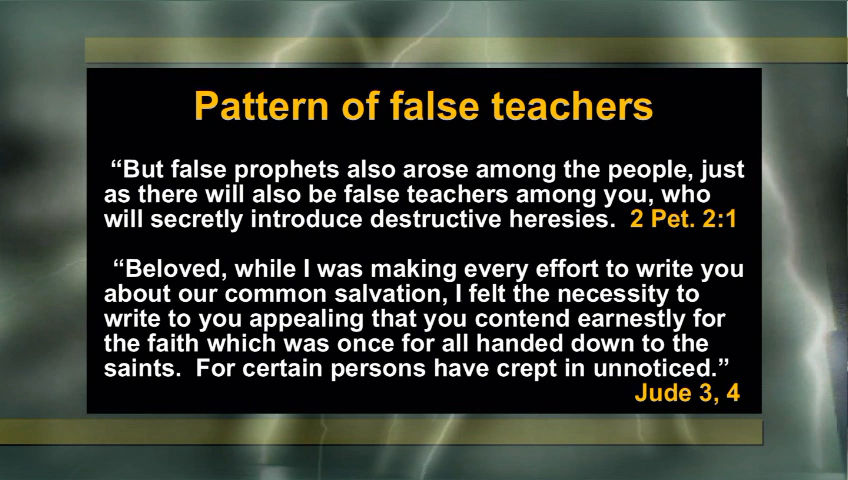 Pattern of false teachers
“But false prophets also arose among the people, just
as there will also be false teachers among you, who
will secretly introduce destructive heresies.  2 Pet. 2:1
“Beloved, while I was making every effort to write you
about our common salvation, I felt the necessity to
write to you appealing that you contend earnestly for
the faith which was once for all handed down to the
saints.  For certain persons have crept in unnoticed.”
Jude 3, 4